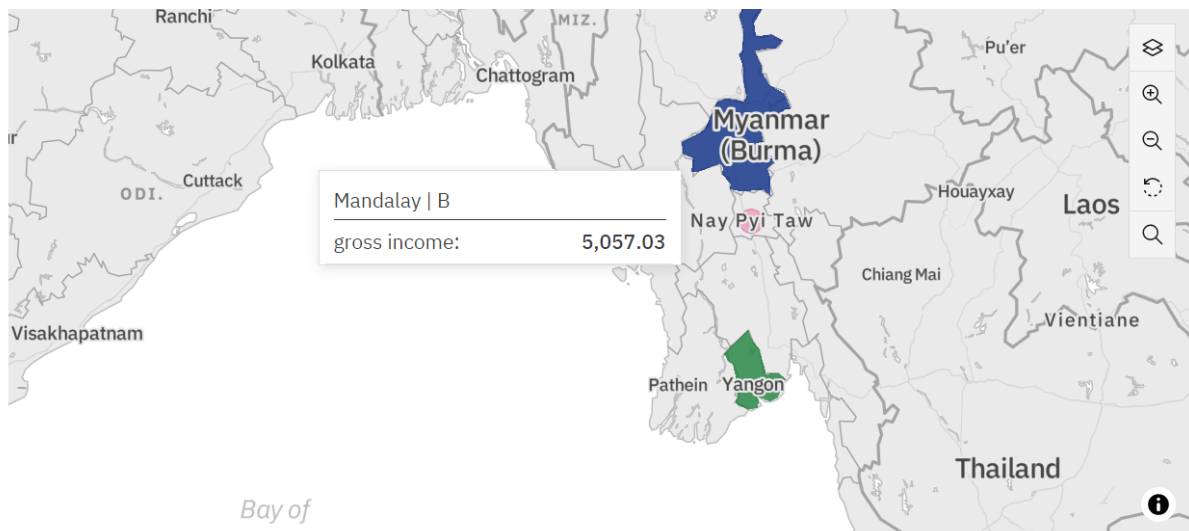 Ranchi
MIZ.
Pu'er
Kolkata
Chattogram
Myanmar
(Burma)
ODI.
Cuttack
Houayxay
Laos
Mandalay | B
gross income: 5,057.03
Nay Pyi Taw
Chiang Mai
Vientiane
Visakhapatnam
Pathein
Yangon
Thailand
Bay of